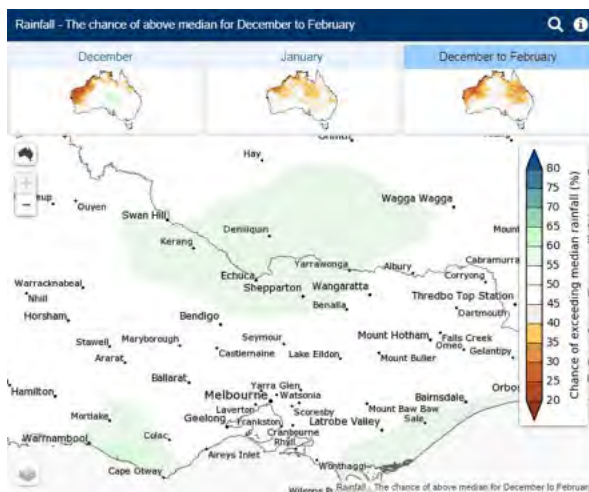 Rainfall - The chance of above median for December to February
December
January
December to February
Hay
Ouyen
Wagga Wagga
Swan Hill
Deniliquin
Kerang
Mount
Yarrawonga
Albury
Cabramurra
Echuca
Corryong
Shepparton
Wangaratta
Warracknabeal
Thredbo Top Station
Nhill
Benalla
Dartmouth
Horsham
Bendigo
Stawell
Maryborough
Seymour
Mount Hotham
Falls Creek
Castlemaine
Omeo
Gelantipy
Ararat
Lake Eildon
Mount Buller
Ballarat
Yarra Glen
Hamilton
Melbourne
Watsonia
Bairnsdale
Orbos
Mortlake
Laverton
Scoresby
Mount Baw Baw
Geelong
Frankston
Latrobe Valley
Sale
Warrnambool
Colac
Cranbourne
Rhyll
Aireys Inlet
Cape Otway
Wonthaggi
80
75
70
65
60
55
50
45
40
35
30
25
20
Chance of exceeding median rainfall (%)
Rainfall - The chance of above median for December to Februar